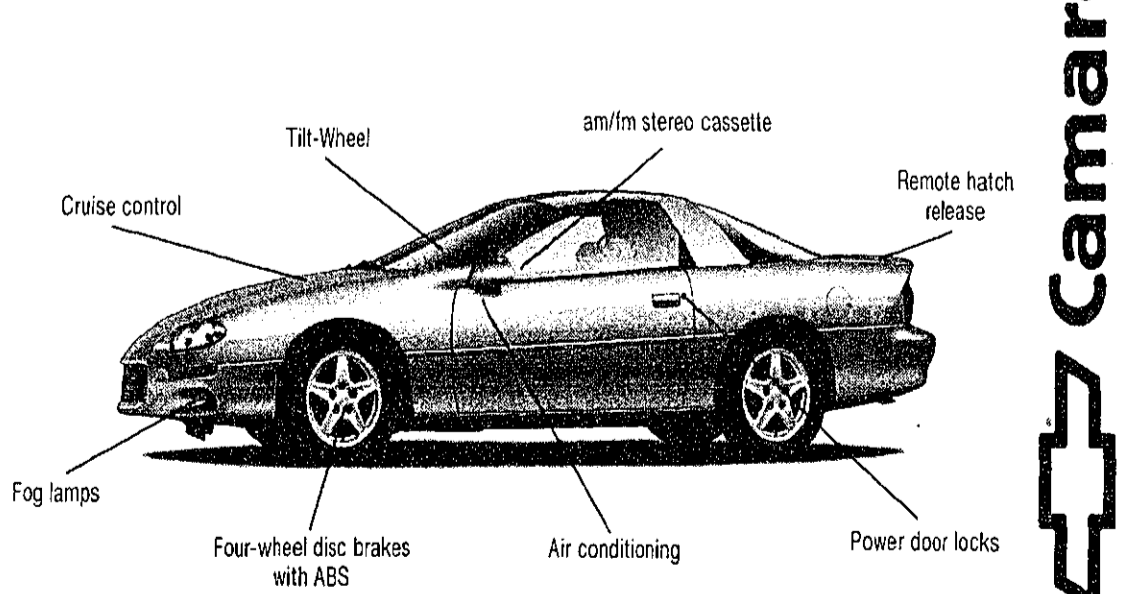 Tilt-Wheel
am/fm stereo cassette
Cruise control
Remote hatch
release
Fog lamps
Four-wheel disc brakes
with ABS
Air conditioning
Power door locks
Camar